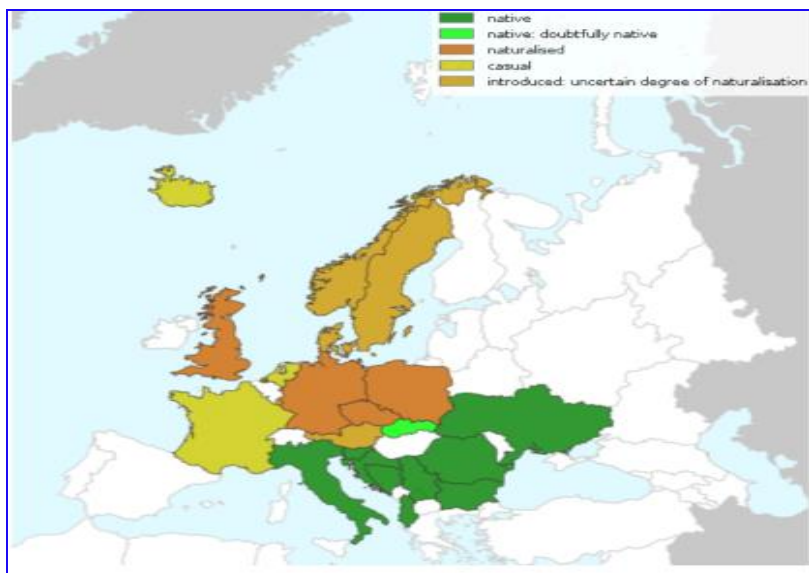 native
native: doubtfully native
naturalised
casual
introduced: uncertain degree of naturalisation